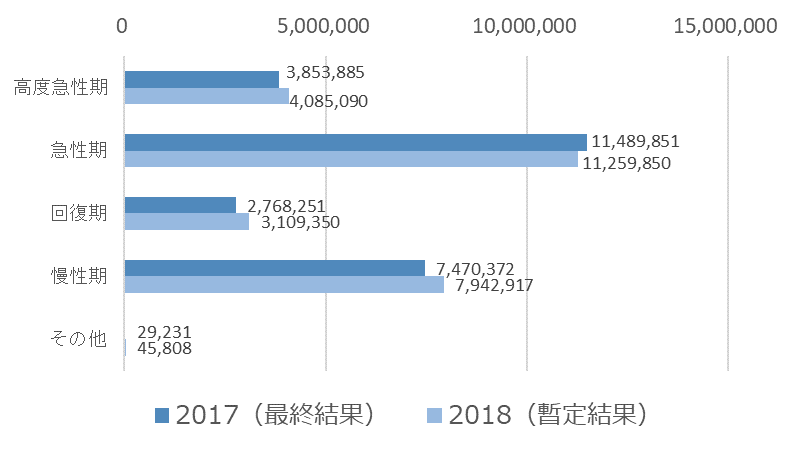 0 5,000,000 10,000,000 15,000,000
高度急性期 3,853,885
4,085,090
急性期 11,489,851
11,259,850
回復期 2,768,251
3,109,350
慢性期 7,470,372
7,942,917
その他 29,231
45,808
2017（最終結果） 2018（暫定結果）